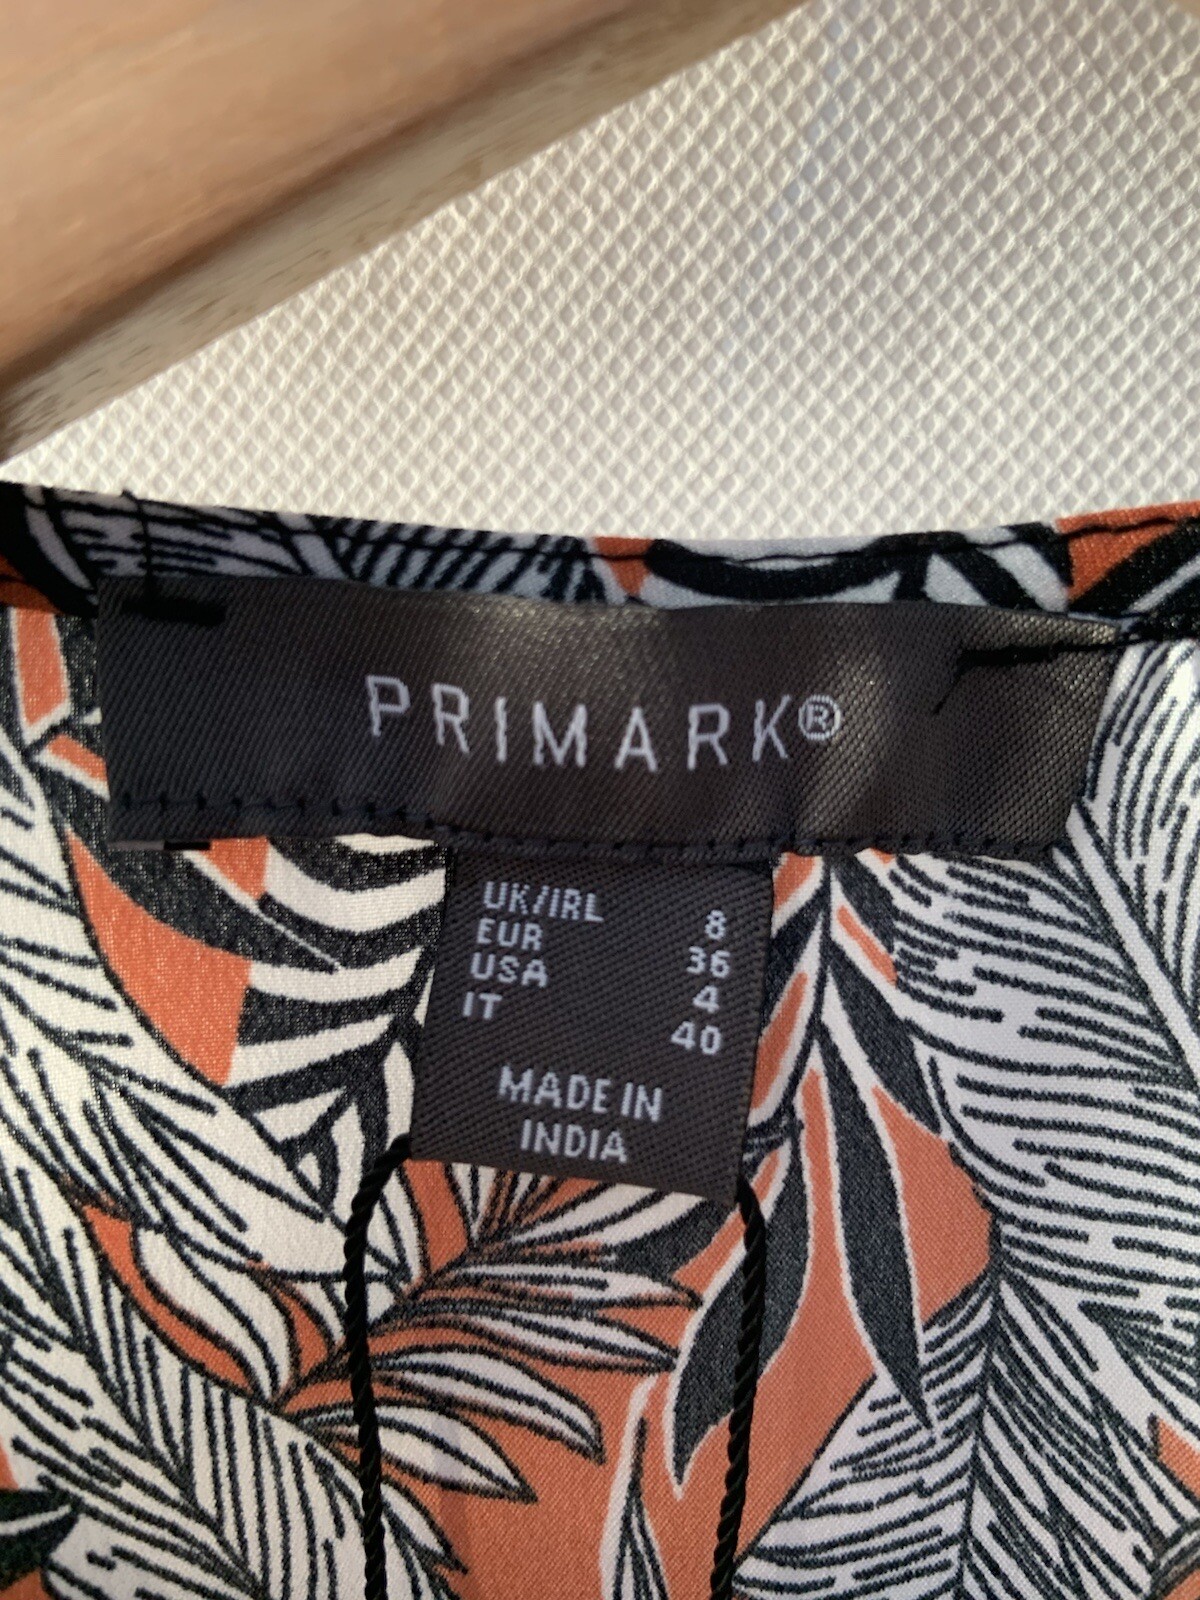 PRIMARK®
UK/IRL 8
EUR 36
USA 4
IT 40
MADE IN
INDIA